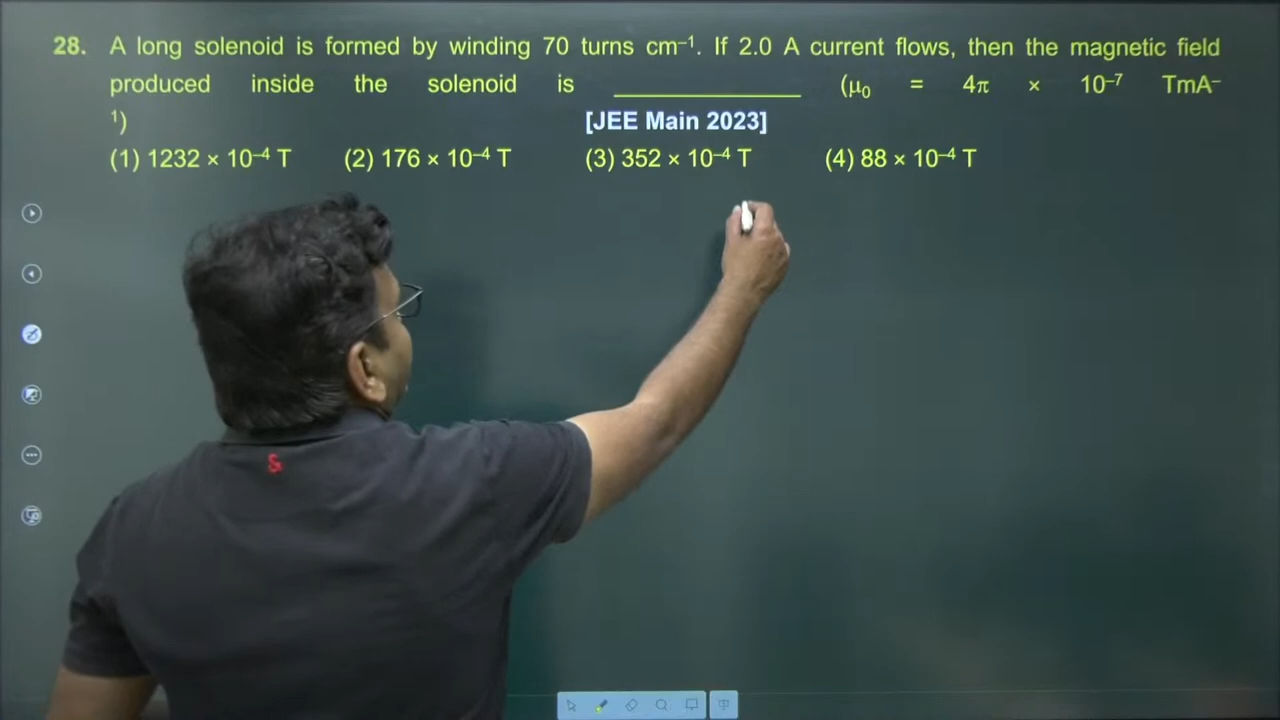 28. A long solenoid is formed by winding 70 turns cm⁻¹. If 2.0 A current flows, then the magnetic field
produced inside the solenoid is __________ (μ₀ = 4π × 10⁻⁷ TmA⁻
¹) [JEE Main 2023]
(1) 1232 × 10⁻⁴ T (2) 176 × 10⁻⁴ T (3) 352 × 10⁻⁴ T (4) 88 × 10⁻⁴ T
&